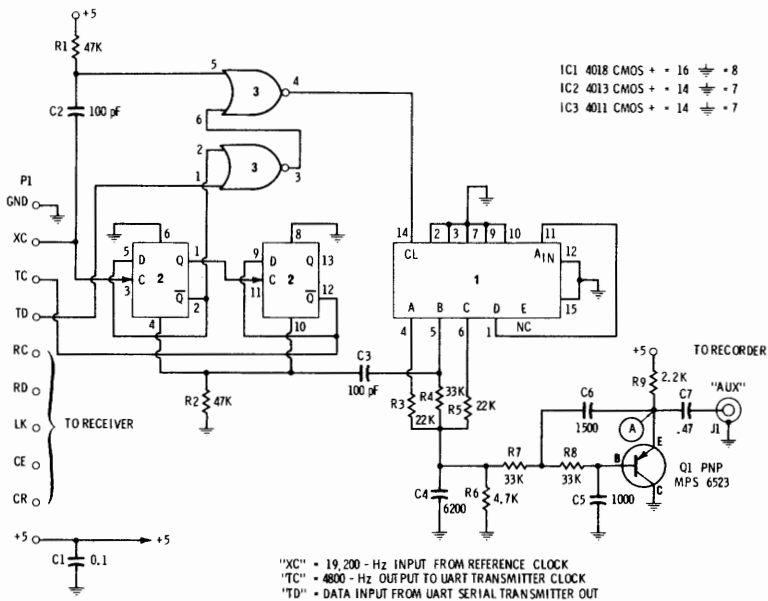 +5
R1 47K
5
3
4
6
C2
100 pF
2
3
1
3
IC1 4018 CMOS + = 16 ⏚ = 8
IC2 4013 CMOS + = 14 ⏚ = 7
IC3 4011 CMOS + = 14 ⏚ = 7
P1
GND
XC
TC
TD
RC
RD
LK
CE
CR
TO RECEIVER
+5
+5
C1 0.1
6
5 D Q 1
C 2
3
Q 2
4
8
9 D Q 13
C 2
11
Q 12
10
R2 47K
C3
100 pF
14 2 3 7 9 10 11
CL AIN 12
1
15
A B C D E
4 5 6 1 NC
R3 22K
R4 33K
R5 22K
C4
6200
R6 4.7K
R7
33K
R8
33K
C6
1500
C5 1000
+5
R9 2.2K
A
C7
.47
TO RECORDER
"AUX"
J1
B
E
C
Q1 PNP
MPS 6523
"XC" = 19,200 - Hz INPUT FROM REFERENCE CLOCK
"TC" = 4800 - Hz OUTPUT TO UART TRANSMITTER CLOCK
"TD" = DATA INPUT FROM UART SERIAL TRANSMITTER OUT